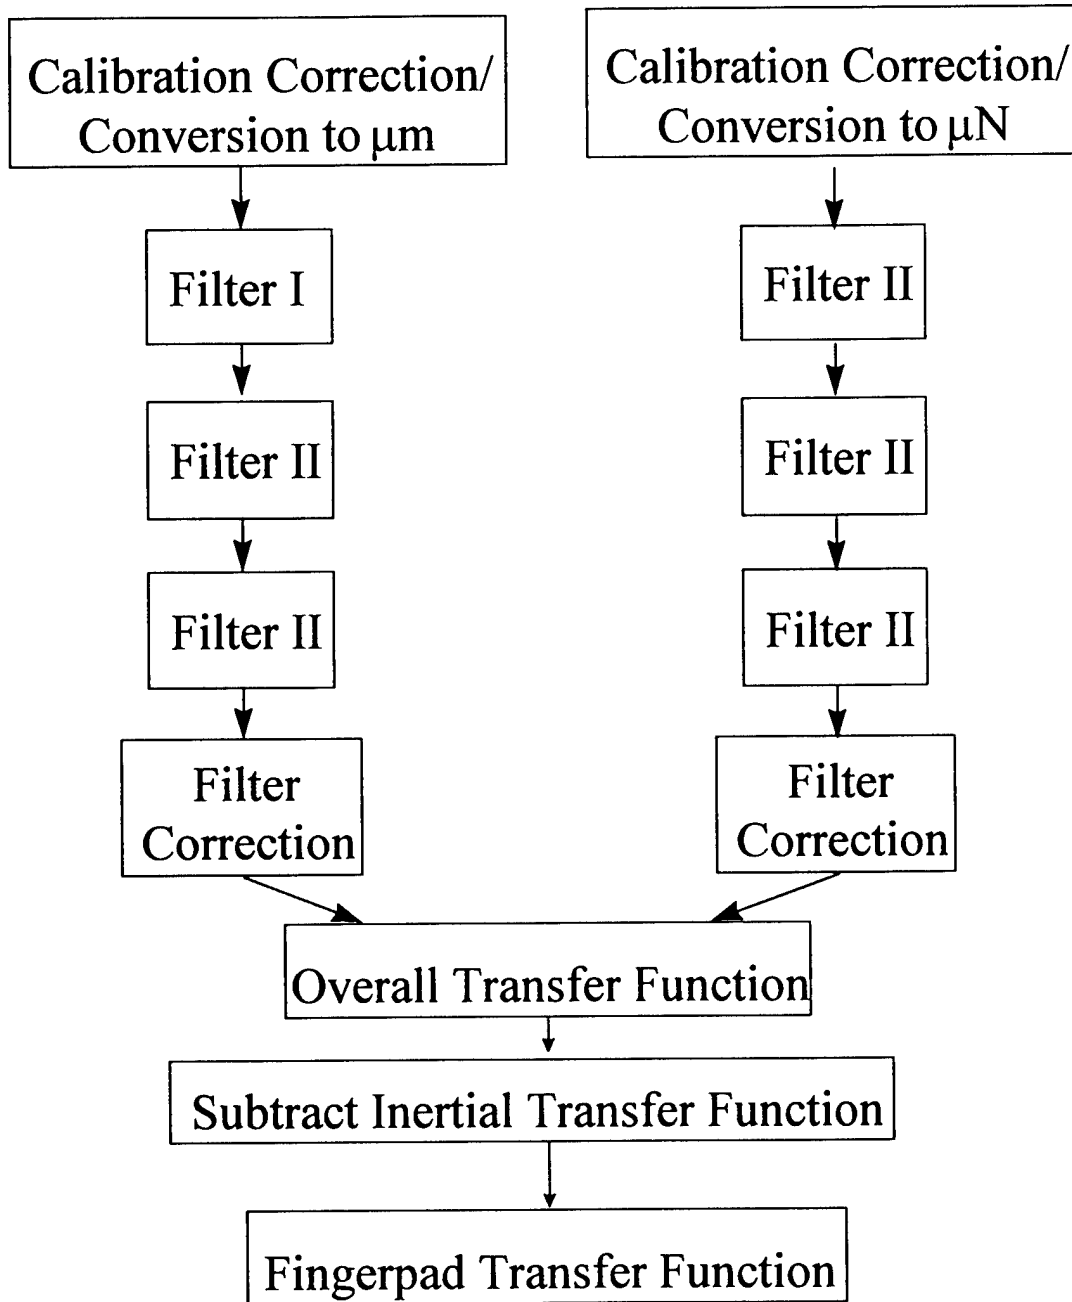 Calibration Correction/
Conversion to μm
Filter I
Filter II
Filter II
Filter
Correction
Calibration Correction/
Conversion to μN
Filter II
Filter II
Filter II
Filter
Correction
Overall Transfer Function
Subtract Inertial Transfer Function
Fingerpad Transfer Function